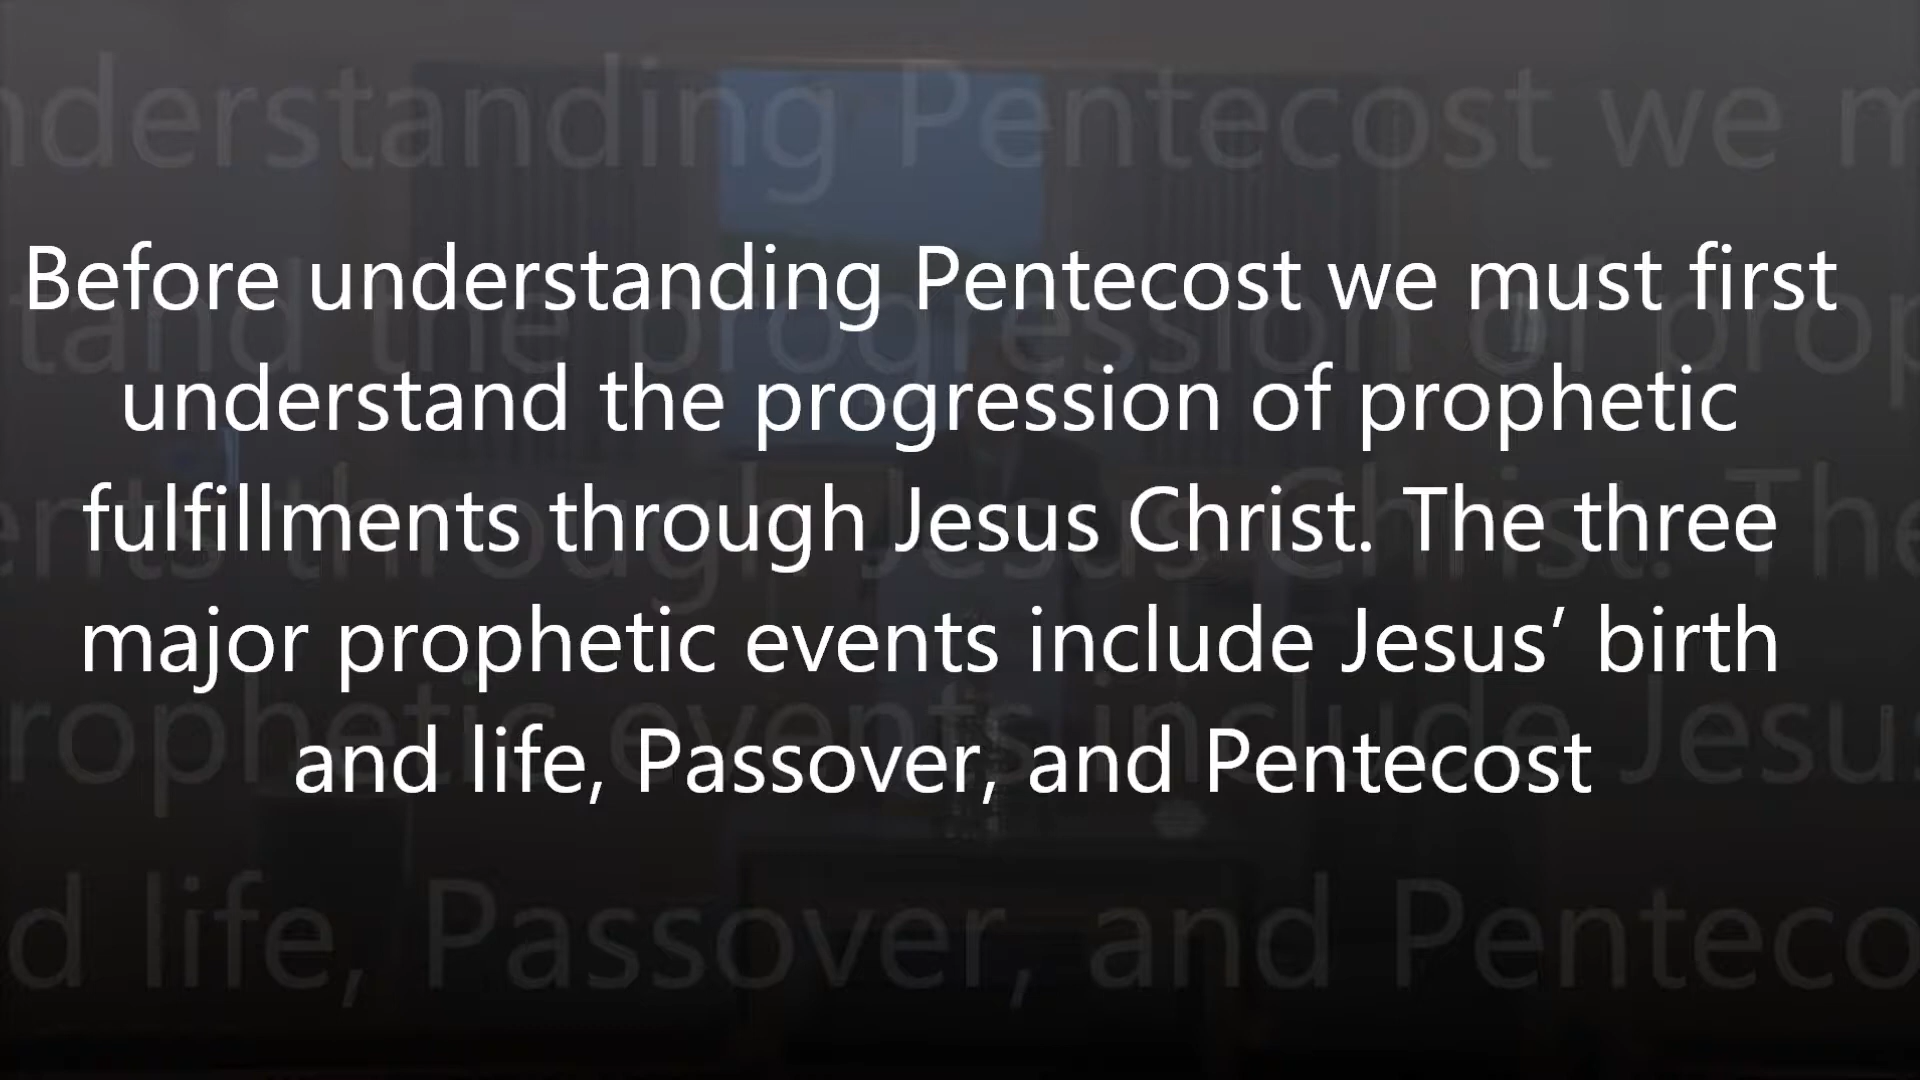 Before understanding Pentecost we must first
understand the progression of prophetic
fulfillments through Jesus Christ. The three
major prophetic events include Jesus’ birth
and life, Passover, and Pentecost